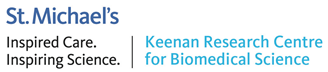 St. Michael's
Inspired Care.
Inspiring Science.
Keenan Research Centre
for Biomedical Science